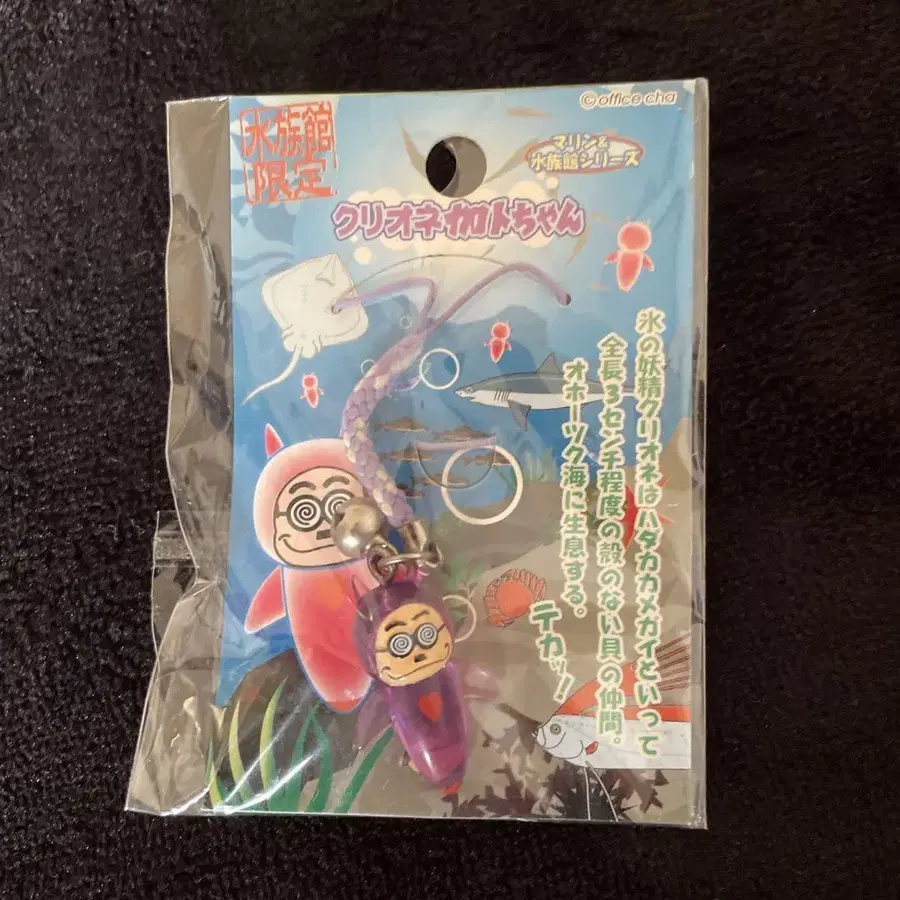 ©office cha
水族館
限定
マリン&
水族館シリーズ
クリオネ加トちゃん
氷の妖精クリオネはハダカカメガイといって
全長3センチ程度の殻のない貝の仲間。
オホーツク海に生息する。
テカッ!